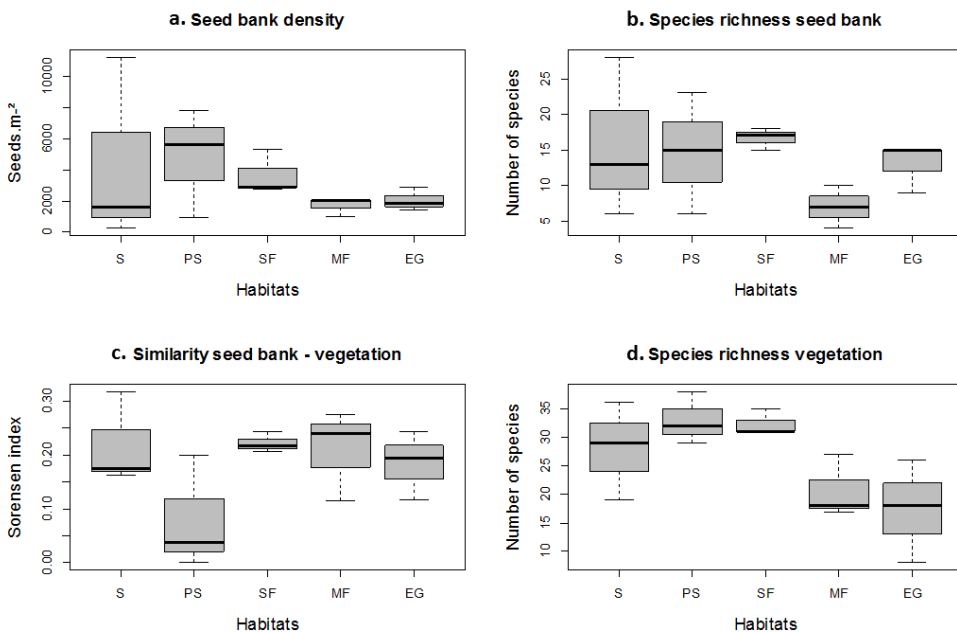 a. Seed bank density
Seeds.m-²
0
2000
6000
10000
S PS SF MF EG
Habitats
b. Species richness seed bank
Number of species
5
10
15
20
25
S PS SF MF EG
Habitats
c. Similarity seed bank - vegetation
Sorensen index
0.00
0.10
0.20
0.30
S PS SF MF EG
Habitats
d. Species richness vegetation
Number of species
10
15
20
25
30
35
S PS SF MF EG
Habitats